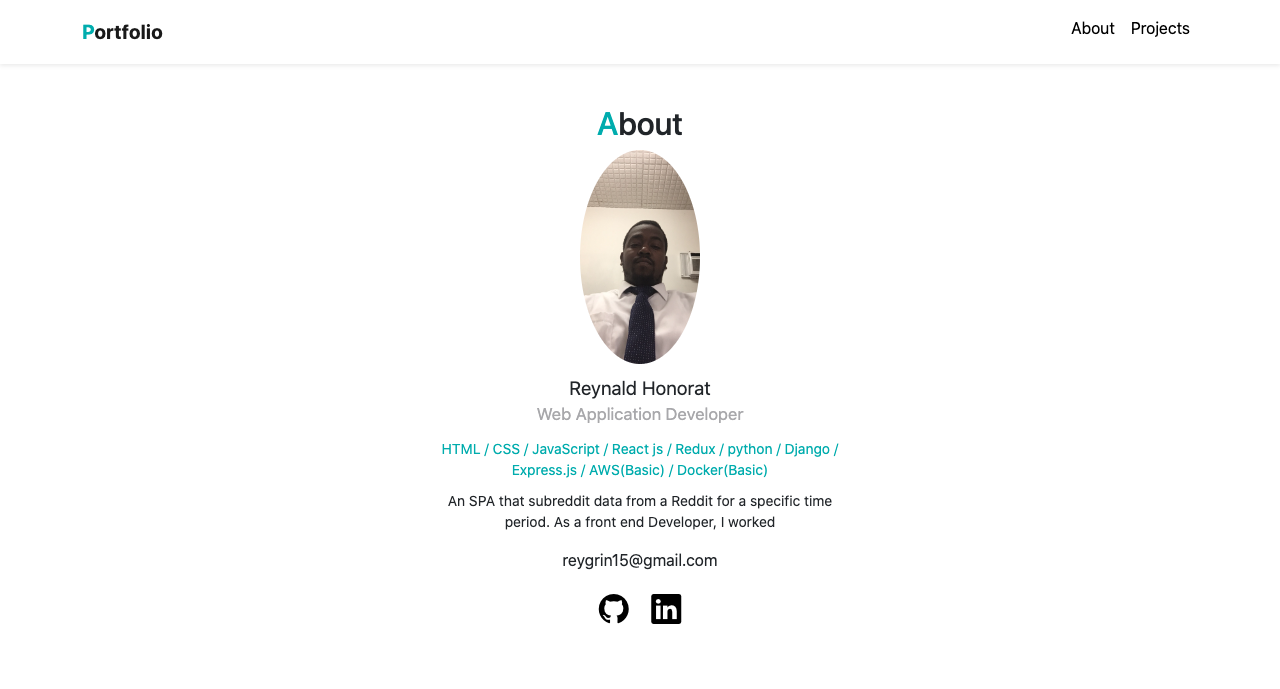 Portfolio
About Projects
About
Reynald Honorat
Web Application Developer
HTML / CSS / JavaScript / React js / Redux / python / Django /
Express.js / AWS(Basic) / Docker(Basic)
An SPA that subreddit data from a Reddit for a specific time
period. As a front end Developer, I worked
reygrin15@gmail.com
in